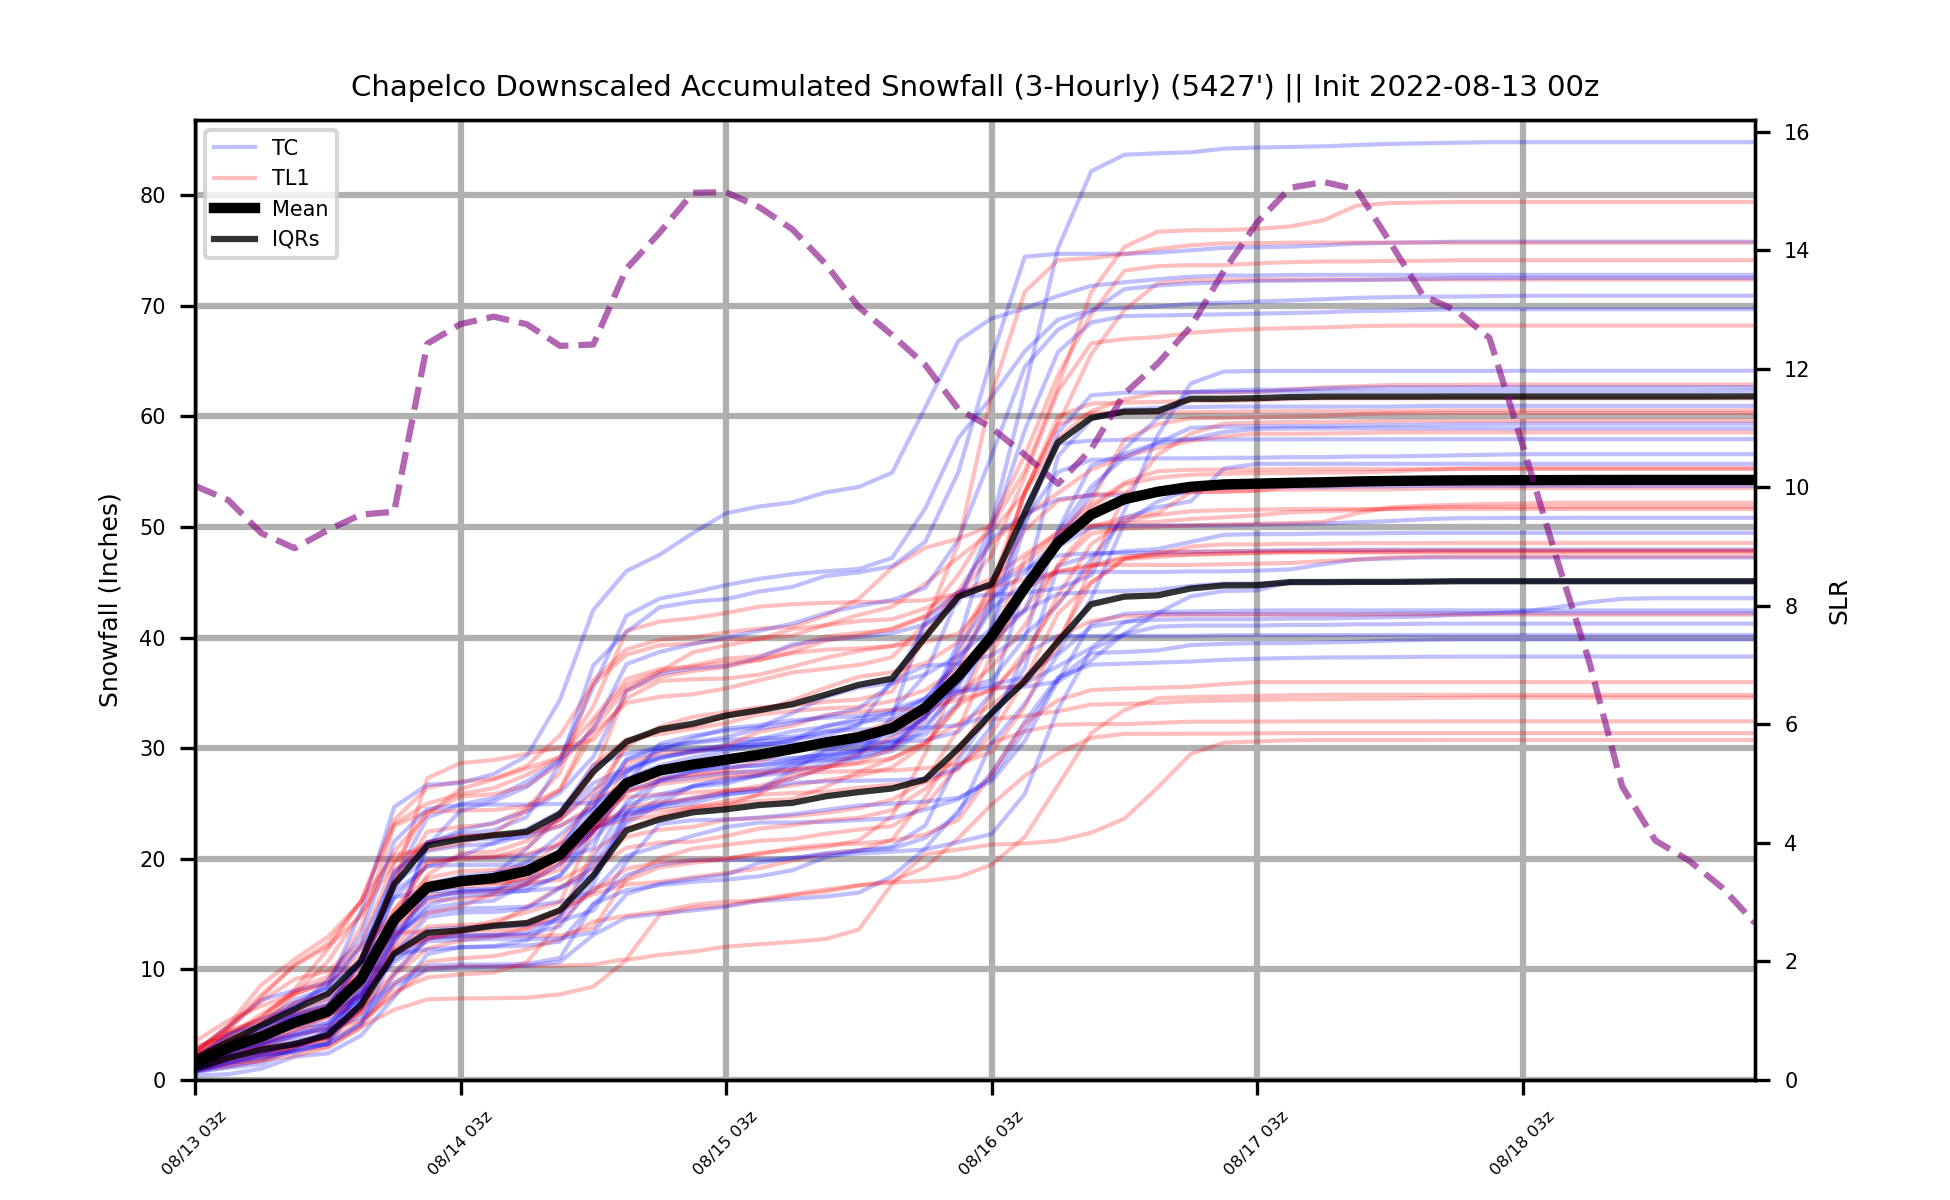 Chapelco Downscaled Accumulated Snowfall (3-Hourly) (5427') || Init 2022-08-13 00z
TC
TL1
Mean
IQRs
Snowfall (Inches)
80
70
60
50
40
30
20
10
0
16
14
12
10
8
6
4
2
0
SLR
08/13 03z
08/14 03z
08/15 03z
08/16 03z
08/17 03z
08/18 03z